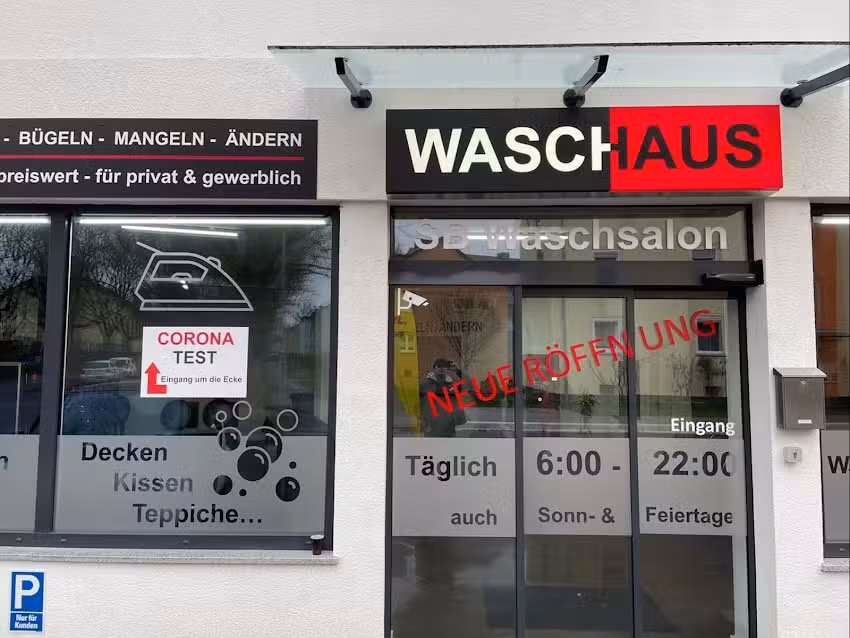 - BÜGELN - MANGELN - ÄNDERN
preiswert - für privat & gewerblich
WASCHAUS
SB-Waschsalon
CORONA
TEST
Eingang um die Ecke
NEUE RÖFFN UNG
Eingang
Decken
Kissen
Teppiche...
Täglich 6:00 - 22:00
auch Sonn- & Feiertage
P
Nur für
Kunden